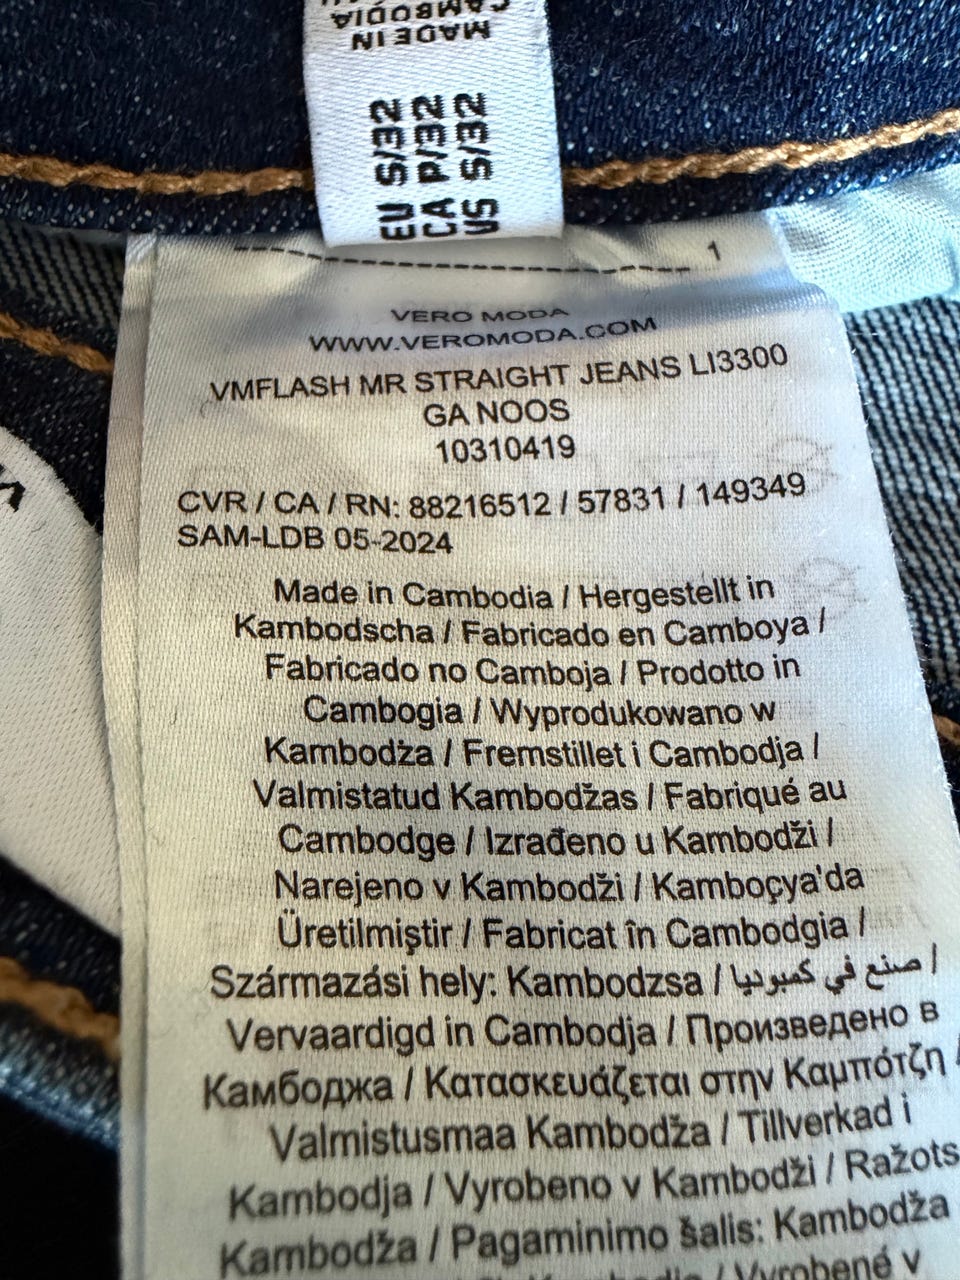 MADE IN
CAMBODIA
EU S/32
CA P/32
US S/32
1
VERO MODA
WWW.VEROMODA.COM
VMFLASH MR STRAIGHT JEANS LI3300
GA NOOS
10310419
CVR / CA / RN: 88216512 / 57831 / 149349
SAM-LDB 05-2024
Made in Cambodia / Hergestellt in
Kambodscha / Fabricado en Camboya /
Fabricado no Camboja / Prodotto in
Cambogia / Wyprodukowano w
Kambodża / Fremstillet i Cambodja /
Valmistatud Kambodžas / Fabriqué au
Cambodge / Izrađeno u Kambodži /
Narejeno v Kambodži / Kamboçya'da
Üretilmiştir / Fabricat în Cambodgia /
Származási hely: Kambodzsa / صنع في كمبوديا /
Vervaardigd in Cambodja / Произведено в
Камбоджа / Κατασκευάζεται στην Καμπότζη /
Valmistusmaa Kambodža / Tillverkad i
Kambodja / Vyrobeno v Kambodži / Ražots
Kambodža / Pagaminimo šalis: Kambodža
/ Vyrobené v